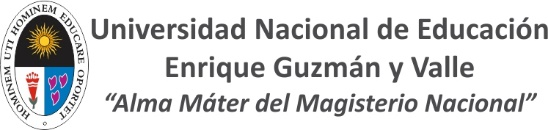 HOMINEM UTI HOMINEM EDUCARE OPORTET
Universidad Nacional de Educación
Enrique Guzmán y Valle
“Alma Máter del Magisterio Nacional”